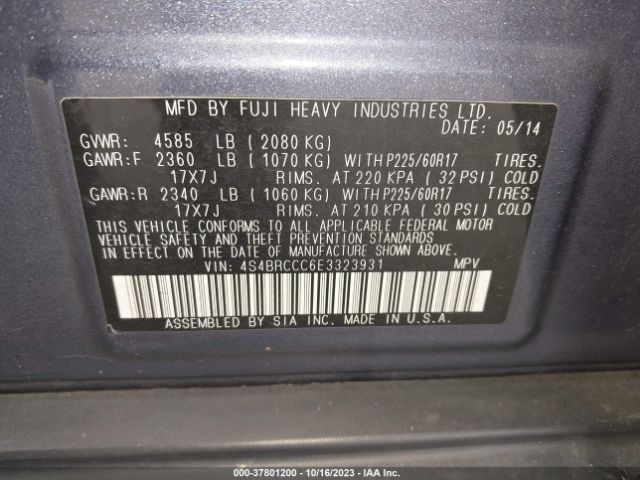 MFD BY FUJI HEAVY INDUSTRIES LTD.
DATE: 05/14
GVWR: 4585 LB (2080 KG)
GAWR:F 2360 LB (1070 KG) WITH P225/60R17 TIRES.
17X7J RIMS. AT 220 KPA (32 PSI) COLD
GAWR:R 2340 LB (1060 KG) WITH P225/60R17 TIRES.
17X7J RIMS. AT 210 KPA (30 PSI) COLD
THIS VEHICLE CONFORMS TO ALL APPLICABLE FEDERAL MOTOR
VEHICLE SAFETY AND THEFT PREVENTION STANDARDS
IN EFFECT ON THE DATE OF MANUFACTURE SHOWN ABOVE.
VIN: 4S4BRCCC6E3323931 MPV
ASSEMBLED BY SIA INC. MADE IN U.S.A.
000-37801200 - 10/16/2023 - IAA Inc.